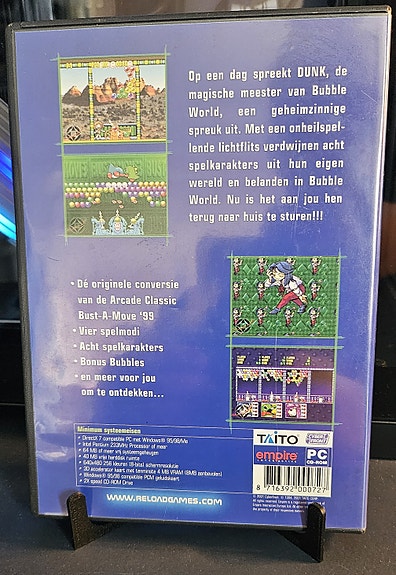 Op een dag spreekt DUNK, de
magische meester van Bubble
World, een geheimzinnige
spreuk uit. Met een onheilspel-
lende lichtflits verdwijnen acht
spelkarakters uit hun eigen
wereld en belanden in Bubble
World. Nu is het aan jou hen
terug naar huis te sturen!!!
• Dé originele conversie
van de Arcade Classic
Bust-A-Move '99
• Vier spelmodi
• Acht spelkarakters
• Bonus Bubbles
• en meer voor jou
om te ontdekken...
Minimum systeemeisen
• DirectX 7 compatible PC met Windows® 95/98/Me
• Intel Pentium 233MHz Processor of meer
• 64 MB of meer vrij systeemgeheugen
• 40 MB vrije harddisk ruimte
• 640x480 256 kleuren (8-bits) schermresolutie
• 3D accelerator kaart met tenminste 4 MB VRAM (8MB aanbevolen)
• Windows® 95/98 compatible PCM geluidskaart
• 2X speed CD-ROM Drive
WWW.RELOADGAMES.COM
TAITO
empire
PC
CD-ROM
8 716392 000727